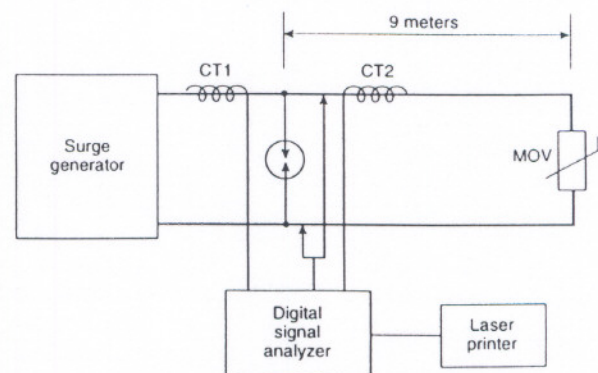 9 meters
CT1
CT2
Surge
generator
MOV
Digital
signal
analyzer
Laser
printer